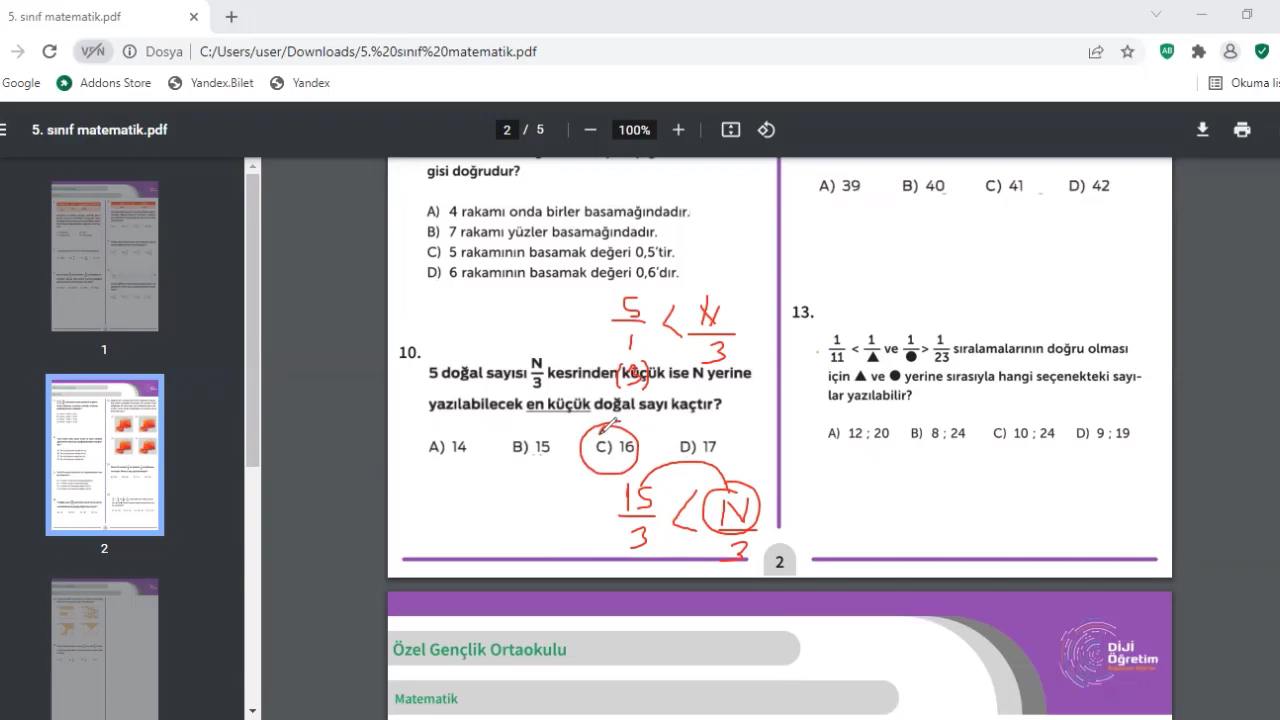 5. sınıf matematik.pdf
Dosya
C:/Users/user/Downloads/5.%20sınıf%20matematik.pdf
Google
Addons Store
Yandex.Bilet
Yandex
Okuma lis
5. sınıf matematik.pdf
2 / 5
100%
1
2
gisi doğrudur?
A) 4 rakamı onda birler basamağındadır.
B) 7 rakamı yüzler basamağındadır.
C) 5 rakamının basamak değeri 0,5'tir.
D) 6 rakamının basamak değeri 0,6'dır.
5/1 < N/3
(3)
10.
5 doğal sayısı N/3 kesrinden küçük ise N yerine
yazılabilecek en küçük doğal sayı kaçtır?
A) 14 B) 15 C) 16 D) 17
15/3 < N/3
A) 39 B) 40 C) 41 D) 42
13.
1/11 < 1/▲ ve 1/● > 1/23 sıralamalarının doğru olması
için ▲ ve ● yerine sırasıyla hangi seçenekteki sayı-
lar yazılabilir?
A) 12 ; 20 B) 8 ; 24 C) 10 ; 24 D) 9 ; 19
2
Özel Gençlik Ortaokulu
Matematik
DİJİ
Öğretim